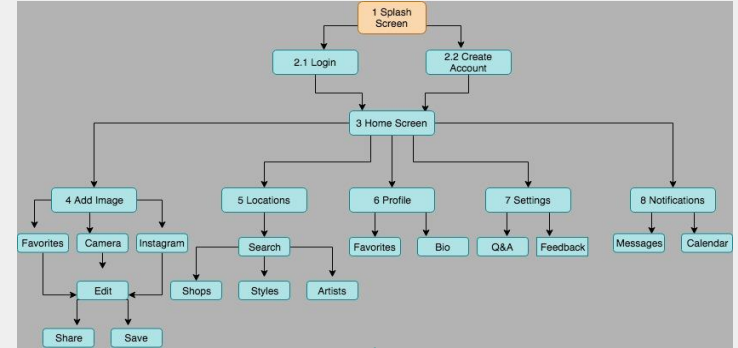 1 Splash
Screen
2.1 Login
2.2 Create
Account
3 Home Screen
4 Add Image
5 Locations
6 Profile
7 Settings
8 Notifications
Favorites
Camera
Instagram
Search
Favorites
Bio
Q&A
Feedback
Messages
Calendar
Edit
Shops
Styles
Artists
Share
Save